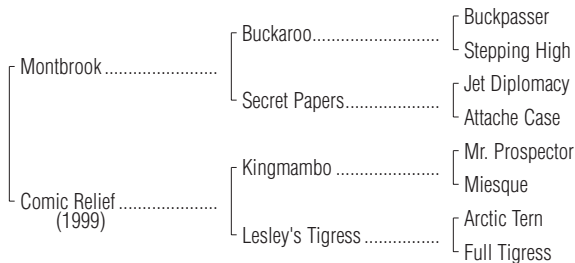 Buckpasser
Buckaroo..............................
Stepping High
Montbrook ...........................
Jet Diplomacy
Secret Papers......................
Attache Case
Mr. Prospector
Kingmambo ........................
Miesque
Comic Relief .......................
(1999)
Arctic Tern
Lesley's Tigress .................
Full Tigress